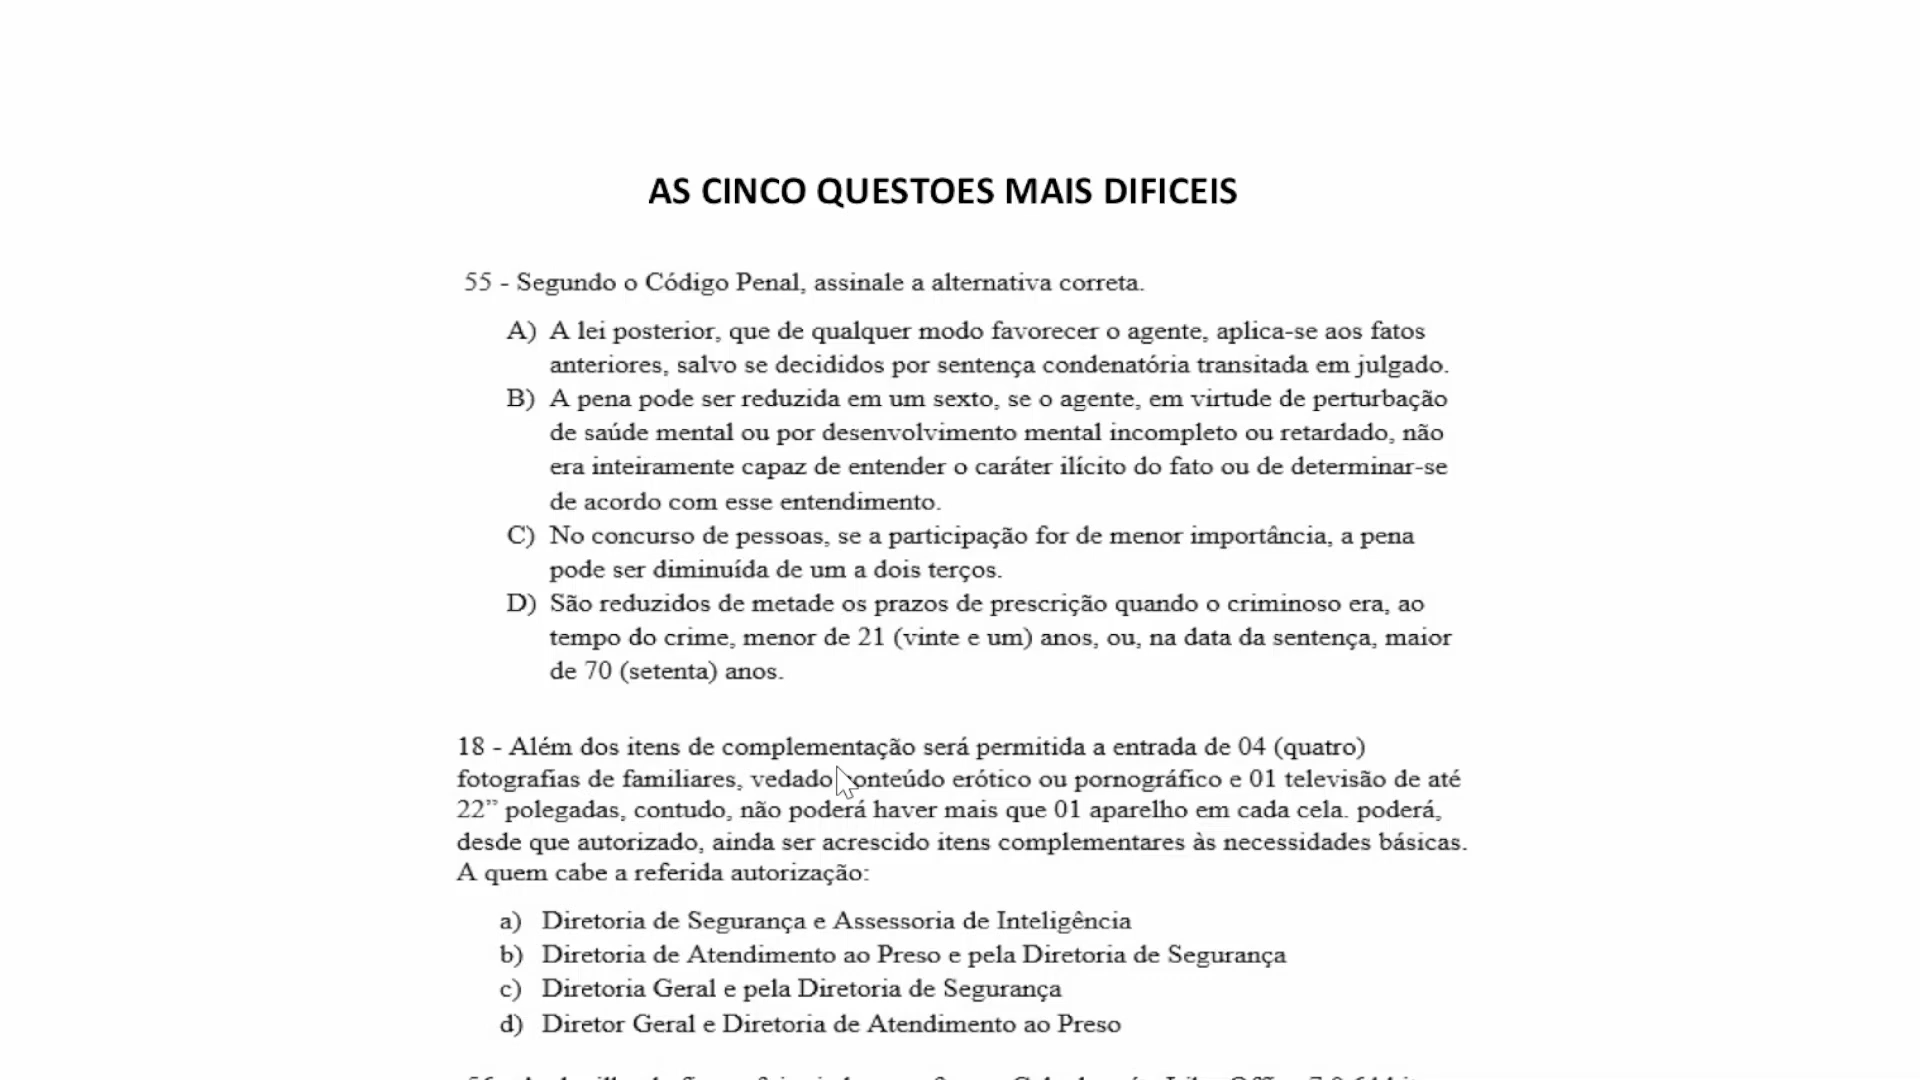 AS CINCO QUESTOES MAIS DIFICEIS
55 - Segundo o Código Penal, assinale a alternativa correta.
A) A lei posterior, que de qualquer modo favorecer o agente, aplica-se aos fatos
anteriores, salvo se decididos por sentença condenatória transitada em julgado.
B) A pena pode ser reduzida em um sexto, se o agente, em virtude de perturbação
de saúde mental ou por desenvolvimento mental incompleto ou retardado, não
era inteiramente capaz de entender o caráter ilícito do fato ou de determinar-se
de acordo com esse entendimento.
C) No concurso de pessoas, se a participação for de menor importância, a pena
pode ser diminuída de um a dois terços.
D) São reduzidos de metade os prazos de prescrição quando o criminoso era, ao
tempo do crime, menor de 21 (vinte e um) anos, ou, na data da sentença, maior
de 70 (setenta) anos.
18 - Além dos itens de complementação será permitida a entrada de 04 (quatro)
fotografias de familiares, vedado conteúdo erótico ou pornográfico e 01 televisão de até
22” polegadas, contudo, não poderá haver mais que 01 aparelho em cada cela. poderá,
desde que autorizado, ainda ser acrescido itens complementares às necessidades básicas.
A quem cabe a referida autorização:
a) Diretoria de Segurança e Assessoria de Inteligência
b) Diretoria de Atendimento ao Preso e pela Diretoria de Segurança
c) Diretoria Geral e pela Diretoria de Segurança
d) Diretor Geral e Diretoria de Atendimento ao Preso